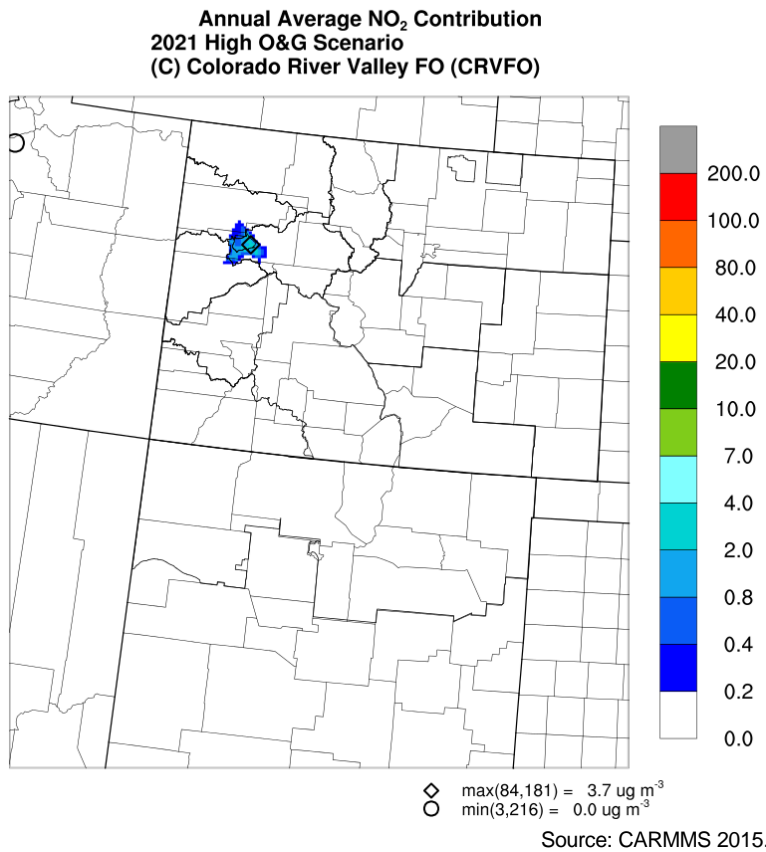 Annual Average NO₂ Contribution
2021 High O&G Scenario
(C) Colorado River Valley FO (CRVFO)
200.0
100.0
80.0
40.0
20.0
10.0
7.0
4.0
2.0
0.8
0.4
0.2
0.0
max(84,181) = 3.7 ug m⁻³
min(3,216) = 0.0 ug m⁻³
Source: CARMMS 2015.